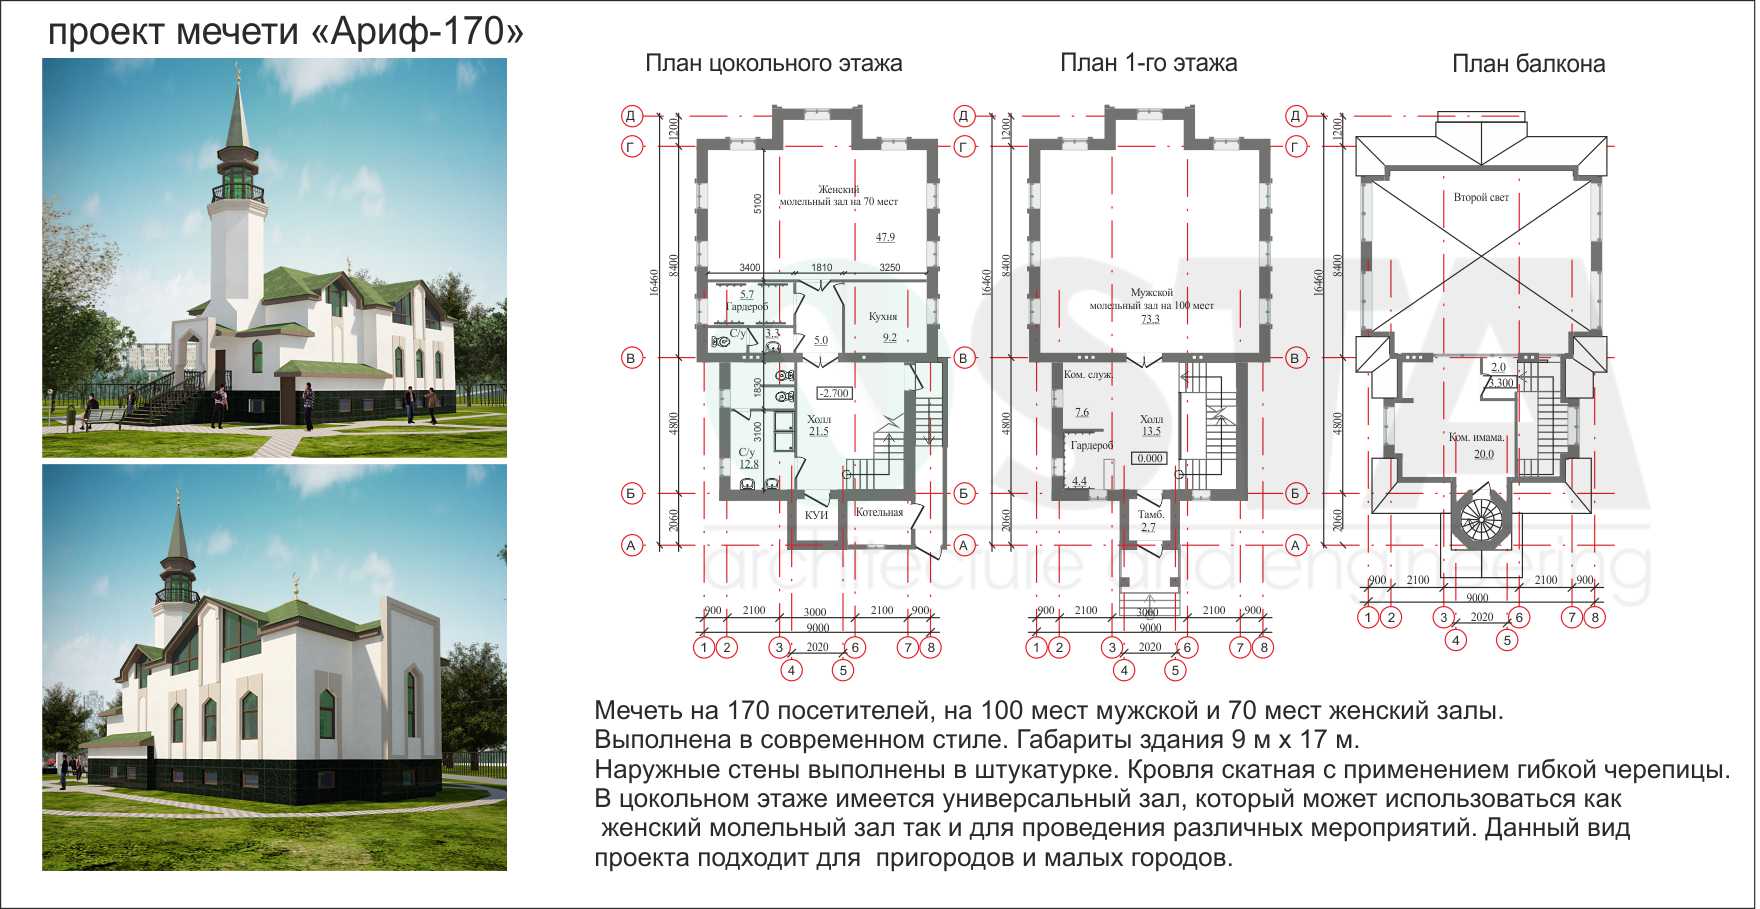 проект мечети «Ариф-170»
План цокольного этажа
Д
Г
В
Б
А
1200
8400
16460
4800
2060
5100
Женский
молельный зал на 70 мест
47.9
3400
1810
3250
5.7
Гардероб
С/у
3.3
5.0
Кухня
9.2
1830
-2.700
Холл
21.5
3100
С/у
12.8
КУИ
Котельная
900
2100
3000
2100
900
9000
2020
1
2
3
4
5
6
7
8
План 1-го этажа
Д
Г
В
Б
А
1200
8400
16460
4800
2060
Мужской
молельный зал на 100 мест
73.3
Ком. служ.
7.6
Холл
13.5
Гардероб
4.4
0.000
Тамб.
2.7
900
2100
3000
2100
900
9000
2020
1
2
3
4
5
6
7
8
План балкона
Д
Г
В
Б
А
1200
8400
16460
4800
2060
Второй свет
2.0
3.300
Ком. имама.
20.0
900
2100
2100
900
9000
2020
1
2
3
4
5
6
7
8
OSTA
architecture and engineering
Мечеть на 170 посетителей, на 100 мест мужской и 70 мест женский залы.
Выполнена в современном стиле. Габариты здания 9 м х 17 м.
Наружные стены выполнены в штукатурке. Кровля скатная с применением гибкой черепицы.
В цокольном этаже имеется универсальный зал, который может использоваться как
женский молельный зал так и для проведения различных мероприятий. Данный вид
проекта подходит для  пригородов и малых городов.